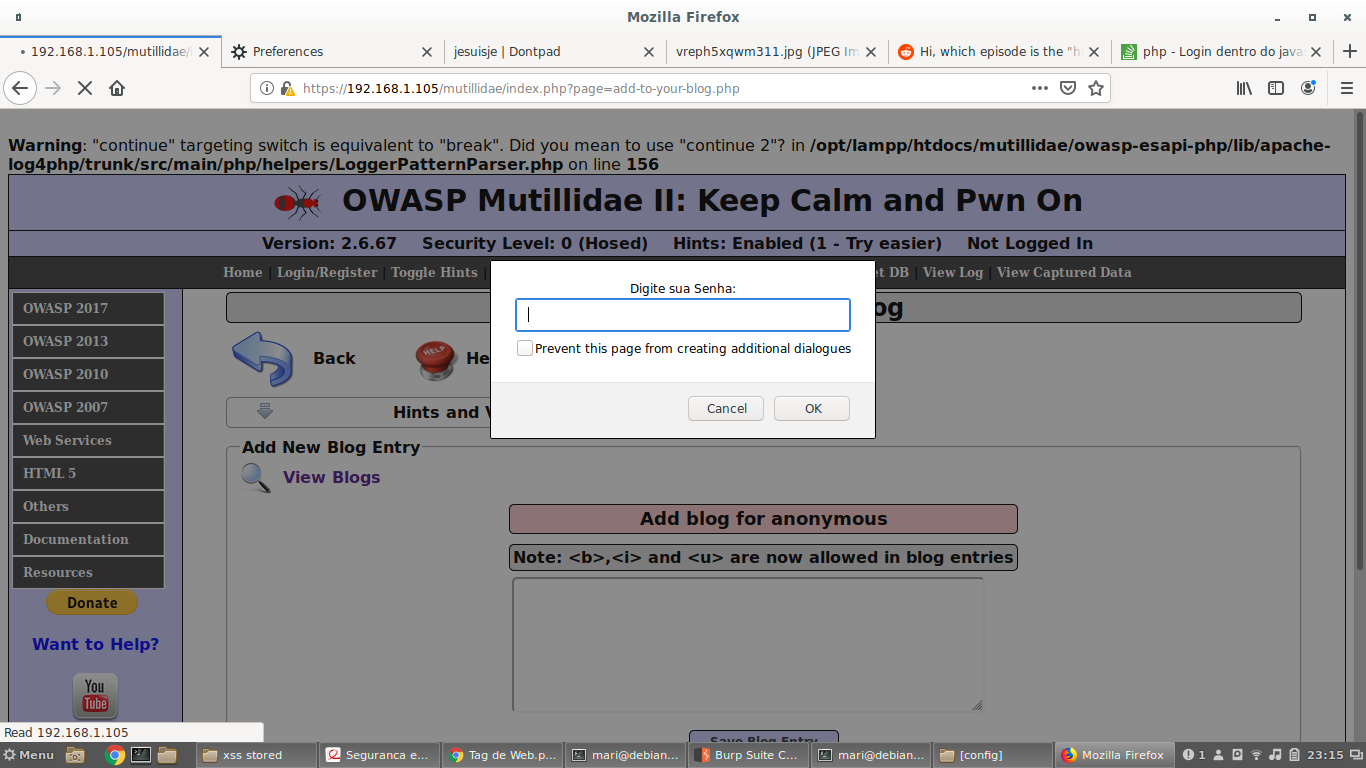 Mozilla Firefox
192.168.1.105/mutillidae/
Preferences
jesuisje | Dontpad
vreph5xqwm311.jpg (JPEG Im
Hi, which episode is the "h
php - Login dentro do java
https://192.168.1.105/mutillidae/index.php?page=add-to-your-blog.php
Warning: "continue" targeting switch is equivalent to "break". Did you mean to use "continue 2"? in /opt/lampp/htdocs/mutillidae/owasp-esapi-php/lib/apache-
log4php/trunk/src/main/php/helpers/LoggerPatternParser.php on line 156
OWASP Mutillidae II: Keep Calm and Pwn On
Version: 2.6.67 Security Level: 0 (Hosed) Hints: Enabled (1 - Try easier) Not Logged In
Home | Login/Register | Toggle Hints | et DB | View Log | View Captured Data
Digite sua Senha:
Prevent this page from creating additional dialogues
Cancel OK
OWASP 2017
OWASP 2013
OWASP 2010
OWASP 2007
Web Services
HTML 5
Others
Documentation
Resources
Donate
Want to Help?
You
Tube
og
Back
HELP
He
Hints and V
Add New Blog Entry
View Blogs
Add blog for anonymous
Note: <b>,<i> and <u> are now allowed in blog entries
Save Blog Entry
Read 192.168.1.105
Menu
xss stored
Seguranca e...
Tag de Web.p...
mari@debian...
Burp Suite C...
mari@debian...
[config]
Mozilla Firefox
1
23:15